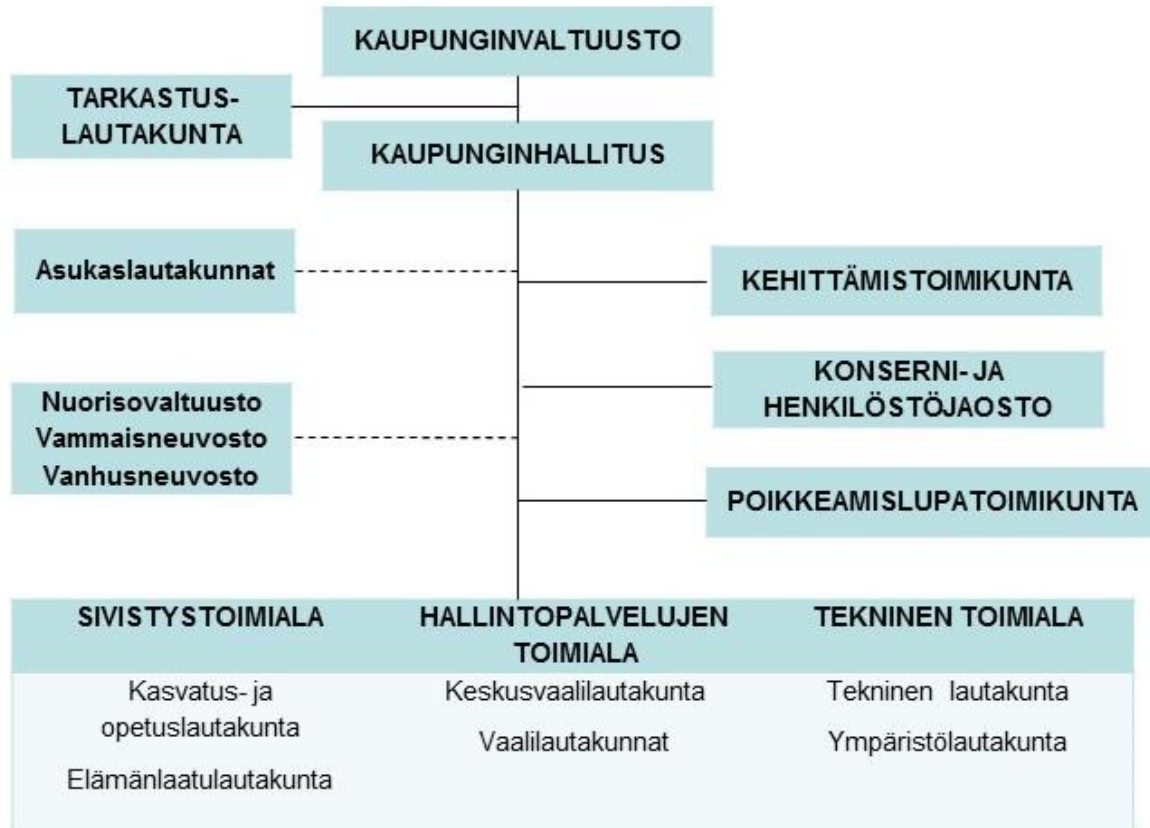 KAUPUNGINVALTUUSTO
TARKASTUS-
LAUTAKUNTA
KAUPUNGINHALLITUS
Asukaslautakunnat
KEHITTÄMISTOIMIKUNTA
KONSERNI- JA
HENKILÖSTÖJAOSTO
Nuorisovaltuusto
Vammaisneuvosto
Vanhusneuvosto
POIKKEAMISLUPATOIMIKUNTA
SIVISTYSTOIMIALA
Kasvatus- ja
opetuslautakunta
Elämänlaatulautakunta
HALLINTOPALVELUJEN
TOIMIALA
Keskusvaalilautakunta
Vaalilautakunnat
TEKNINEN TOIMIALA
Tekninen lautakunta
Ympäristölautakunta